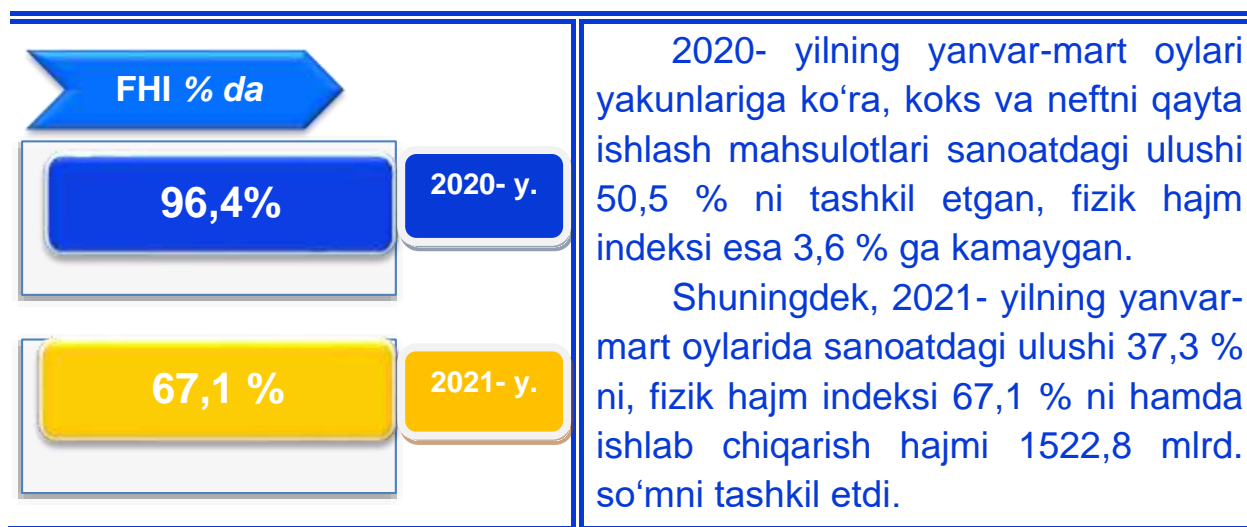 FHI % da
96,4%
2020- y.
67,1 %
2021- y.
2020- yilning yanvar-mart oylari
yakunlariga ko‘ra, koks va neftni qayta
ishlash mahsulotlari sanoatdagi ulushi
50,5 % ni tashkil etgan, fizik hajm
indeksi esa 3,6 % ga kamaygan.
Shuningdek, 2021- yilning yanvar-
mart oylarida sanoatdagi ulushi 37,3 %
ni, fizik hajm indeksi 67,1 % ni hamda
ishlab chiqarish hajmi 1522,8 mlrd.
so‘mni tashkil etdi.